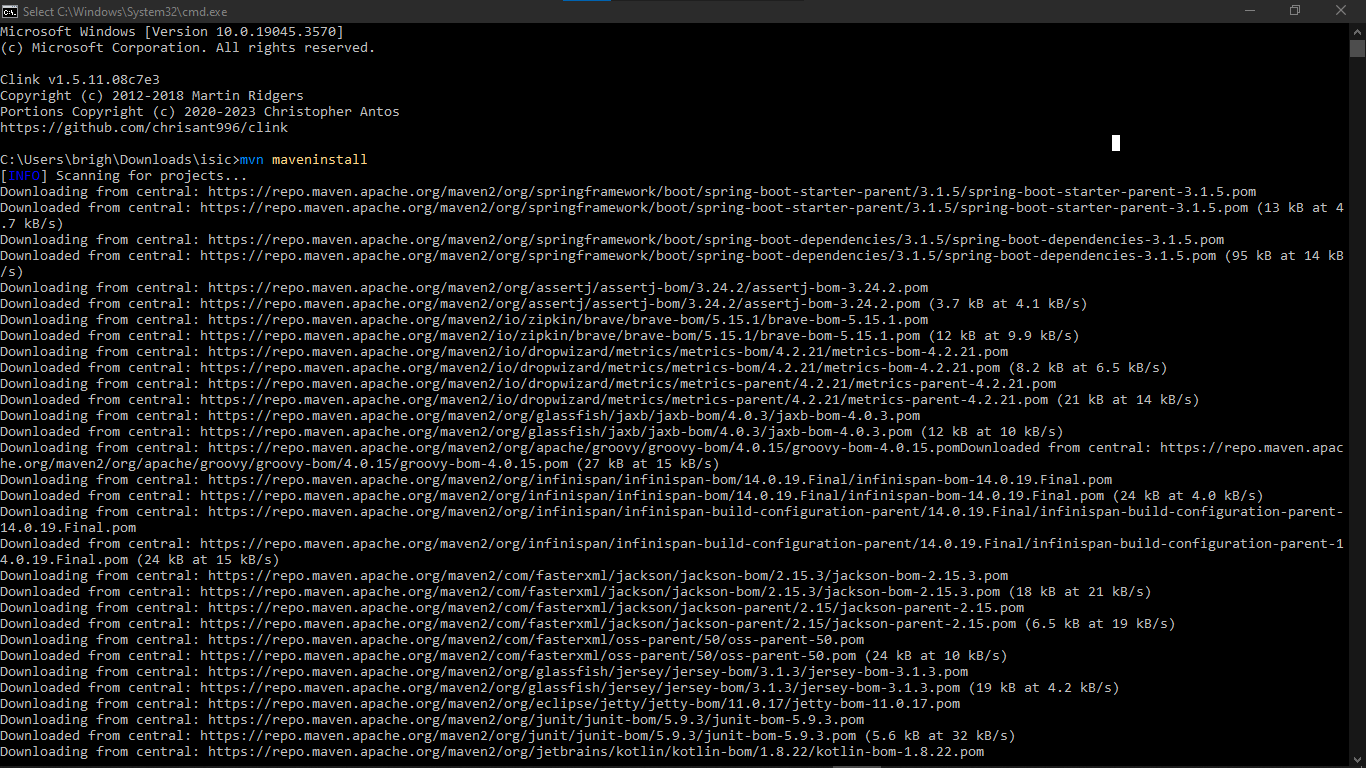 Select C:\Windows\System32\cmd.exe
Microsoft Windows [Version 10.0.19045.3570]
(c) Microsoft Corporation. All rights reserved.
Clink v1.5.11.08c7e3
Copyright (c) 2012-2018 Martin Ridgers
Portions Copyright (c) 2020-2023 Christopher Antos
https://github.com/chrisant996/clink
C:\Users\brigh\Downloads\isic>mvn maveninstall
[INFO] Scanning for projects...
Downloading from central: https://repo.maven.apache.org/maven2/org/springframework/boot/spring-boot-starter-parent/3.1.5/spring-boot-starter-parent-3.1.5.pom
Downloaded from central: https://repo.maven.apache.org/maven2/org/springframework/boot/spring-boot-starter-parent/3.1.5/spring-boot-starter-parent-3.1.5.pom (13 kB at 4
.7 kB/s)
Downloading from central: https://repo.maven.apache.org/maven2/org/springframework/boot/spring-boot-dependencies/3.1.5/spring-boot-dependencies-3.1.5.pom
Downloaded from central: https://repo.maven.apache.org/maven2/org/springframework/boot/spring-boot-dependencies/3.1.5/spring-boot-dependencies-3.1.5.pom (95 kB at 14 kB
/s)
Downloading from central: https://repo.maven.apache.org/maven2/org/assertj/assertj-bom/3.24.2/assertj-bom-3.24.2.pom
Downloaded from central: https://repo.maven.apache.org/maven2/org/assertj/assertj-bom/3.24.2/assertj-bom-3.24.2.pom (3.7 kB at 4.1 kB/s)
Downloading from central: https://repo.maven.apache.org/maven2/io/zipkin/brave/brave-bom/5.15.1/brave-bom-5.15.1.pom
Downloaded from central: https://repo.maven.apache.org/maven2/io/zipkin/brave/brave-bom/5.15.1/brave-bom-5.15.1.pom (12 kB at 9.9 kB/s)
Downloading from central: https://repo.maven.apache.org/maven2/io/dropwizard/metrics/metrics-bom/4.2.21/metrics-bom-4.2.21.pom
Downloaded from central: https://repo.maven.apache.org/maven2/io/dropwizard/metrics/metrics-bom/4.2.21/metrics-bom-4.2.21.pom (8.2 kB at 6.5 kB/s)
Downloading from central: https://repo.maven.apache.org/maven2/io/dropwizard/metrics/metrics-parent/4.2.21/metrics-parent-4.2.21.pom
Downloaded from central: https://repo.maven.apache.org/maven2/io/dropwizard/metrics/metrics-parent/4.2.21/metrics-parent-4.2.21.pom (21 kB at 14 kB/s)
Downloading from central: https://repo.maven.apache.org/maven2/org/glassfish/jaxb/jaxb-bom/4.0.3/jaxb-bom-4.0.3.pom
Downloaded from central: https://repo.maven.apache.org/maven2/org/glassfish/jaxb/jaxb-bom/4.0.3/jaxb-bom-4.0.3.pom (12 kB at 10 kB/s)
Downloading from central: https://repo.maven.apache.org/maven2/org/apache/groovy/groovy-bom/4.0.15/groovy-bom-4.0.15.pomDownloaded from central: https://repo.maven.apac
he.org/maven2/org/apache/groovy/groovy-bom/4.0.15/groovy-bom-4.0.15.pom (27 kB at 15 kB/s)
Downloading from central: https://repo.maven.apache.org/maven2/org/infinispan/infinispan-bom/14.0.19.Final/infinispan-bom-14.0.19.Final.pom
Downloaded from central: https://repo.maven.apache.org/maven2/org/infinispan/infinispan-bom/14.0.19.Final/infinispan-bom-14.0.19.Final.pom (24 kB at 4.0 kB/s)
Downloading from central: https://repo.maven.apache.org/maven2/org/infinispan/infinispan-build-configuration-parent/14.0.19.Final/infinispan-build-configuration-parent-
14.0.19.Final.pom
Downloaded from central: https://repo.maven.apache.org/maven2/org/infinispan/infinispan-build-configuration-parent/14.0.19.Final/infinispan-build-configuration-parent-1
4.0.19.Final.pom (24 kB at 15 kB/s)
Downloading from central: https://repo.maven.apache.org/maven2/com/fasterxml/jackson/jackson-bom/2.15.3/jackson-bom-2.15.3.pom
Downloaded from central: https://repo.maven.apache.org/maven2/com/fasterxml/jackson/jackson-bom/2.15.3/jackson-bom-2.15.3.pom (18 kB at 21 kB/s)
Downloading from central: https://repo.maven.apache.org/maven2/com/fasterxml/jackson/jackson-parent/2.15/jackson-parent-2.15.pom
Downloaded from central: https://repo.maven.apache.org/maven2/com/fasterxml/jackson/jackson-parent/2.15/jackson-parent-2.15.pom (6.5 kB at 19 kB/s)
Downloading from central: https://repo.maven.apache.org/maven2/com/fasterxml/oss-parent/50/oss-parent-50.pom
Downloaded from central: https://repo.maven.apache.org/maven2/com/fasterxml/oss-parent/50/oss-parent-50.pom (24 kB at 10 kB/s)
Downloading from central: https://repo.maven.apache.org/maven2/org/glassfish/jersey/jersey-bom/3.1.3/jersey-bom-3.1.3.pom
Downloaded from central: https://repo.maven.apache.org/maven2/org/glassfish/jersey/jersey-bom/3.1.3/jersey-bom-3.1.3.pom (19 kB at 4.2 kB/s)
Downloading from central: https://repo.maven.apache.org/maven2/org/eclipse/jetty/jetty-bom/11.0.17/jetty-bom-11.0.17.pom
Downloading from central: https://repo.maven.apache.org/maven2/org/junit/junit-bom/5.9.3/junit-bom-5.9.3.pom
Downloaded from central: https://repo.maven.apache.org/maven2/org/junit/junit-bom/5.9.3/junit-bom-5.9.3.pom (5.6 kB at 32 kB/s)
Downloading from central: https://repo.maven.apache.org/maven2/org/jetbrains/kotlin/kotlin-bom/1.8.22/kotlin-bom-1.8.22.pom